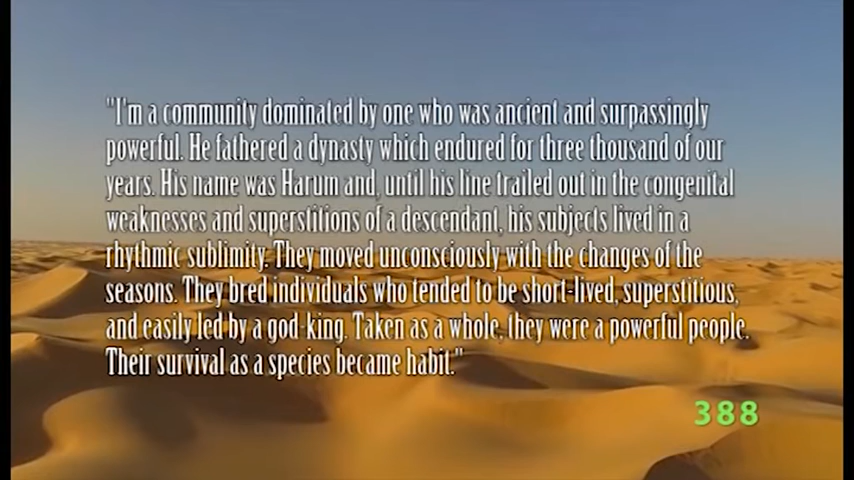 "I'm a community dominated by one who was ancient and surpassingly
powerful. He fathered a dynasty which endured for three thousand of our
years. His name was Harum and, until his line trailed out in the congenital
weaknesses and superstitions of a descendant, his subjects lived in a
rhythmic sublimity. They moved unconsciously with the changes of the
seasons. They bred individuals who tended to be short-lived, superstitious,
and easily led by a god-king. Taken as a whole, they were a powerful people.
Their survival as a species became habit."
388